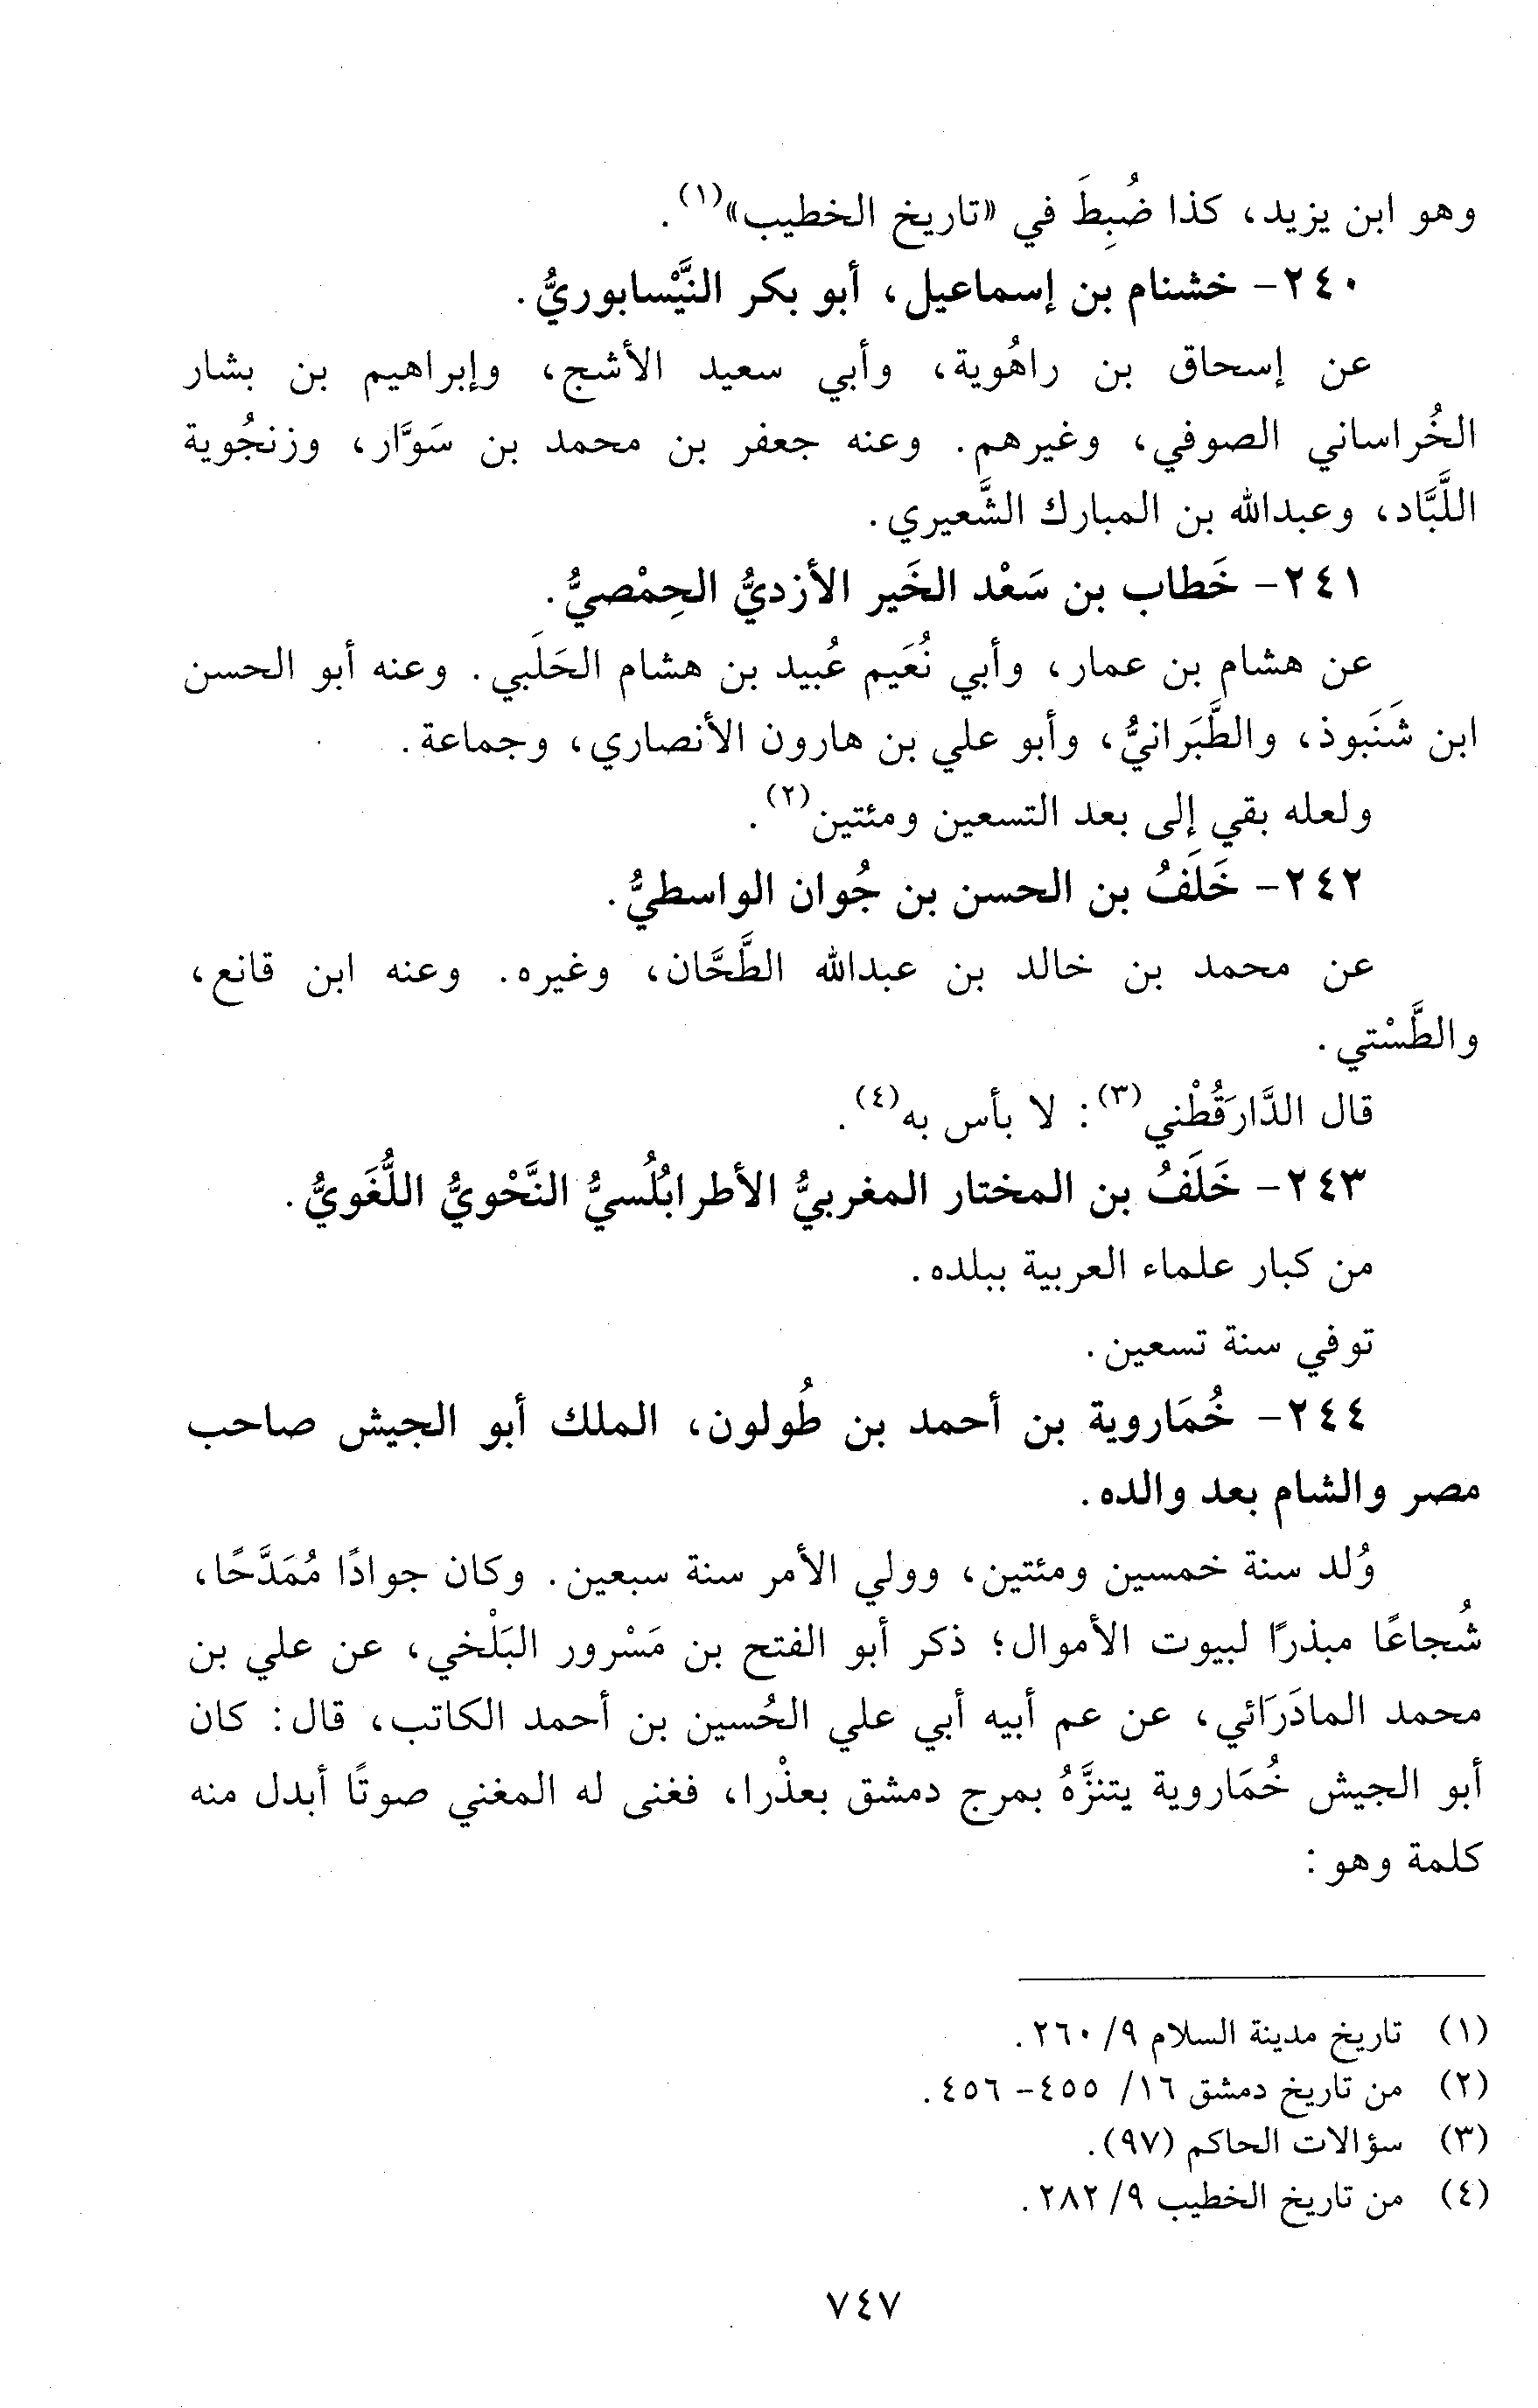 وهو ابن يزيد، كذا ضُبِطَ في «تاريخ الخطيب»(١).
٢٤٠- خشنام بن إسماعيل، أبو بكر النَّيْسابوريُّ.
عن إسحاق بن راهُوية، وأبي سعيد الأشج، وإبراهيم بن بشار
الخُراساني الصوفي، وغيرهم. وعنه جعفر بن محمد بن سَوَّار، وزنجُوية
اللَّبَّاد، وعبدالله بن المبارك الشَّعيري.
٢٤١- خَطاب بن سَعْد الخَير الأزديُّ الحِمْصيُّ.
عن هشام بن عمار، وأبي نُعَيم عُبيد بن هشام الحَلَبي. وعنه أبو الحسن
ابن شَنَبوذ، والطَّبَرانيُّ، وأبو علي بن هارون الأنصاري، وجماعة.
ولعله بقي إلى بعد التسعين ومئتين(٢).
٢٤٢- خَلَفُ بن الحسن بن جُوان الواسطيُّ.
عن محمد بن خالد بن عبدالله الطَّحَّان، وغيره. وعنه ابن قانع،
والطَّسْتي.
قال الدَّارَقُطْني(٣): لا بأس به(٤).
٢٤٣- خَلَفُ بن المختار المغربيُّ الأطرابُلُسيُّ النَّحْويُّ اللُّغَويُّ.
من كبار علماء العربية ببلده.
توفي سنة تسعين.
٢٤٤- خُمَاروية بن أحمد بن طُولون، الملك أبو الجيش صاحب
مصر والشام بعد والده.
وُلد سنة خمسين ومئتين، وولي الأمر سنة سبعين. وكان جوادًا مُمَدَّحًا،
شُجاعًا مبذرًا لبيوت الأموال؛ ذكر أبو الفتح بن مَسْرور البَلْخي، عن علي بن
محمد المادَرَائي، عن عم أبيه أبي علي الحُسين بن أحمد الكاتب، قال: كان
أبو الجيش خُمَاروية يتنزَّهُ بمرج دمشق بعذْرا، فغنى له المغني صوتًا أبدل منه
كلمة وهو:
(١) تاريخ مدينة السلام ٩/ ٢٦٠.
(٢) من تاريخ دمشق ١٦/ ٤٥٥- ٤٥٦.
(٣) سؤالات الحاكم (٩٧).
(٤) من تاريخ الخطيب ٩/ ٢٨٢.
٧٤٧